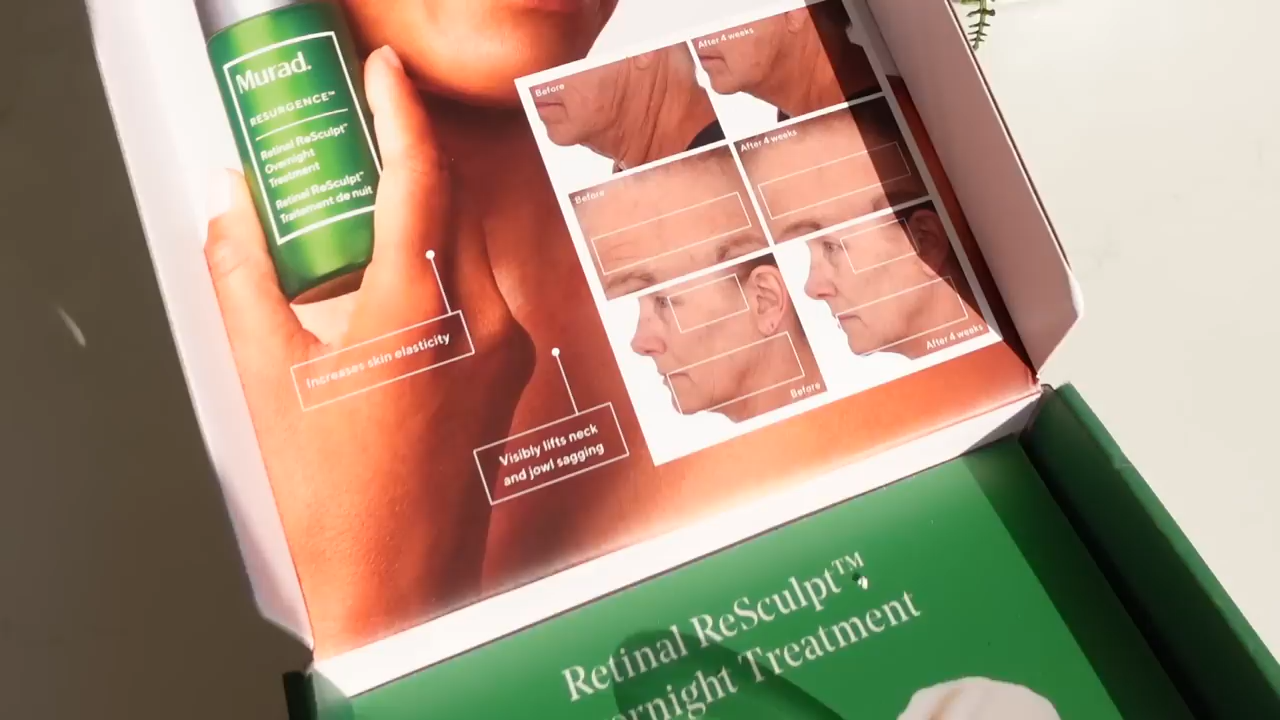 Murad.
RESURGENCE™
Retinal ReSculpt™
Overnight
Treatment
Retinal ReSculpt™
Traitement de nuit
Before
After 4 weeks
Before
After 4 weeks
Before
After 4 weeks
Increases skin elasticity
Visibly lifts neck
and jowl sagging
Retinal ReSculpt™
ernight Treatment